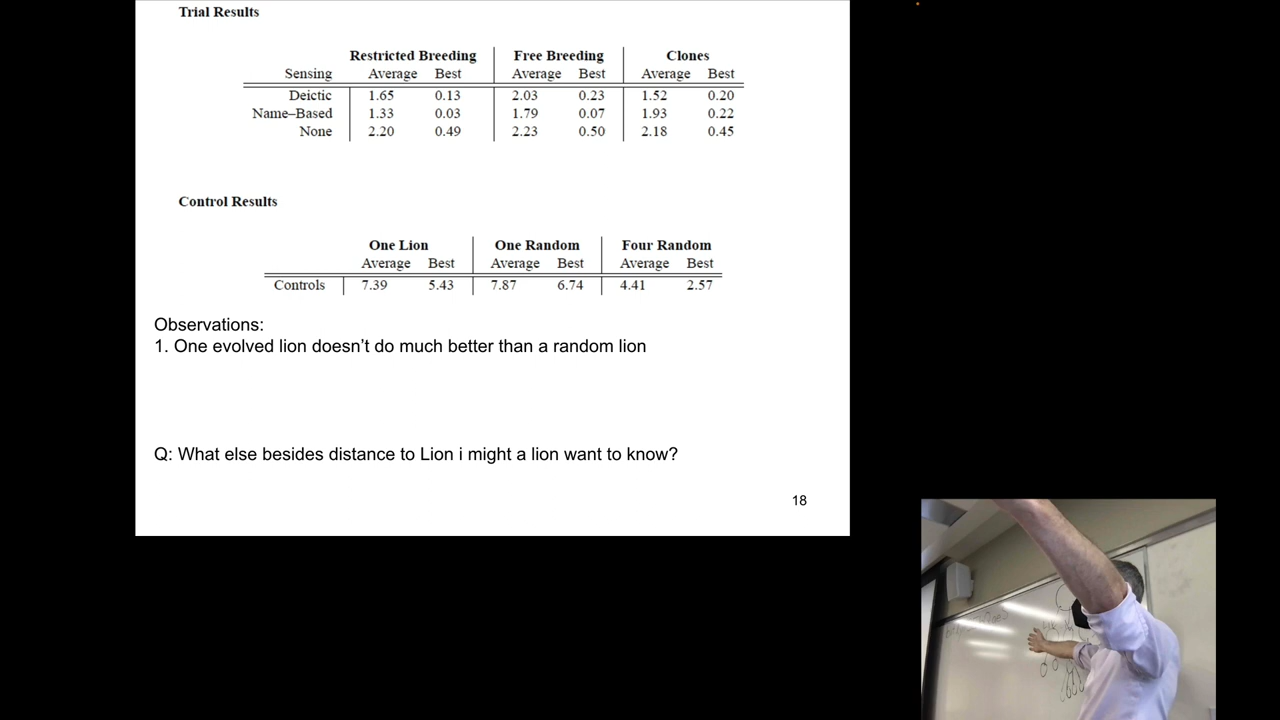 Trial Results
Restricted Breeding Free Breeding Clones
Sensing Average Best Average Best Average Best
Deictic 1.65 0.13 2.03 0.23 1.52 0.20
Name–Based 1.33 0.03 1.79 0.07 1.93 0.22
None 2.20 0.49 2.23 0.50 2.18 0.45
Control Results
One Lion One Random Four Random
Average Best Average Best Average Best
Controls 7.39 5.43 7.87 6.74 4.41 2.57
Observations:
1. One evolved lion doesn’t do much better than a random lion
Q: What else besides distance to Lion i might a lion want to know?
18